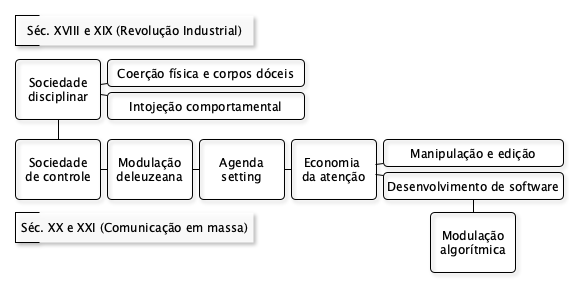 Séc. XVIII e XIX (Revolução Industrial)
Sociedade
disciplinar
Coerção física e corpos dóceis
Intojeção comportamental
Sociedade
de controle
Modulação
deleuzeana
Agenda
setting
Economia
da atenção
Manipulação e edição
Desenvolvimento de software
Séc. XX e XXI (Comunicação em massa)
Modulação
algorítmica